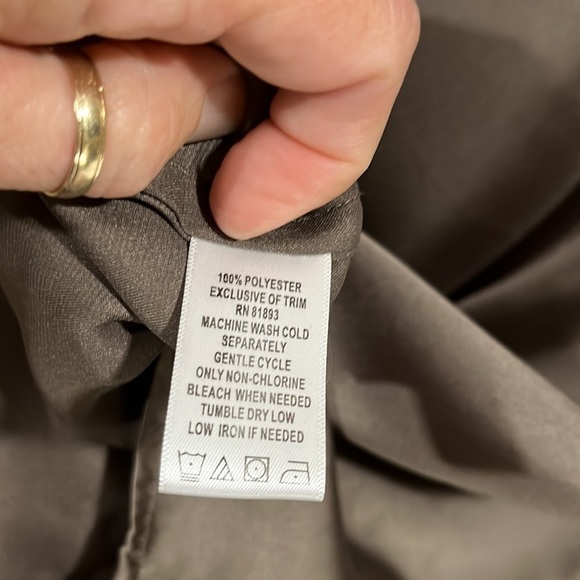 100% POLYESTER
EXCLUSIVE OF TRIM
RN 81893
MACHINE WASH COLD
SEPARATELY
GENTLE CYCLE
ONLY NON-CHLORINE
BLEACH WHEN NEEDED
TUMBLE DRY LOW
LOW IRON IF NEEDED